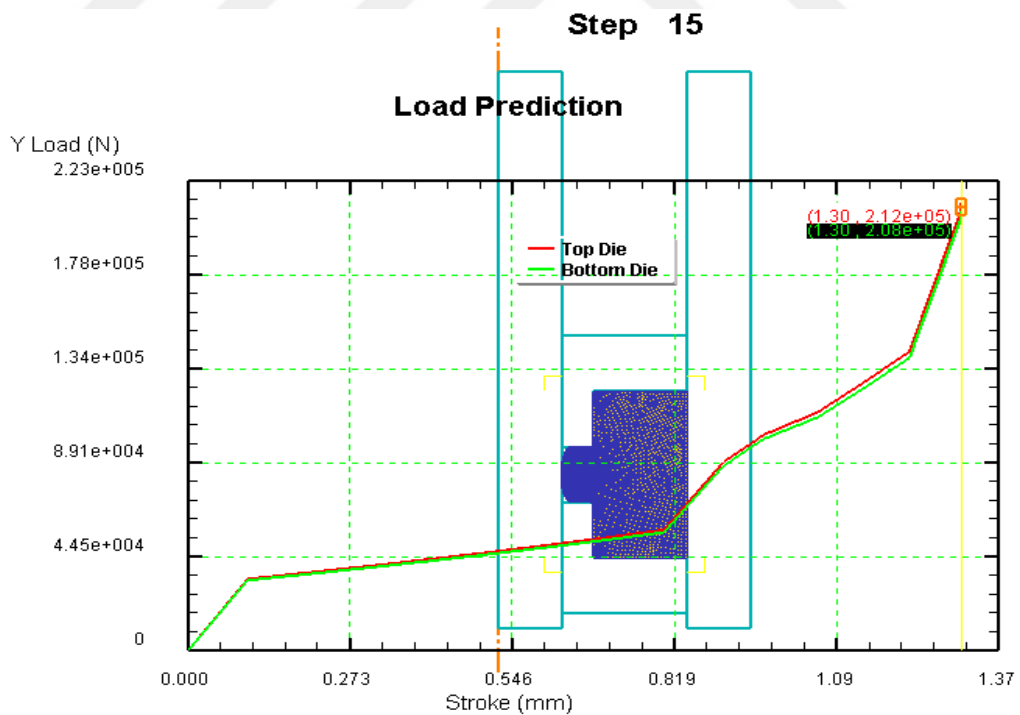 Step 15
Load Prediction
Y Load (N)
2.23e+005
1.78e+005
1.34e+005
8.91e+004
4.45e+004
0
(1.30 , 2.12e+05)
(1.30 , 2.08e+05)
Top Die
Bottom Die
0.000 0.273 0.546 0.819 1.09 1.37
Stroke (mm)